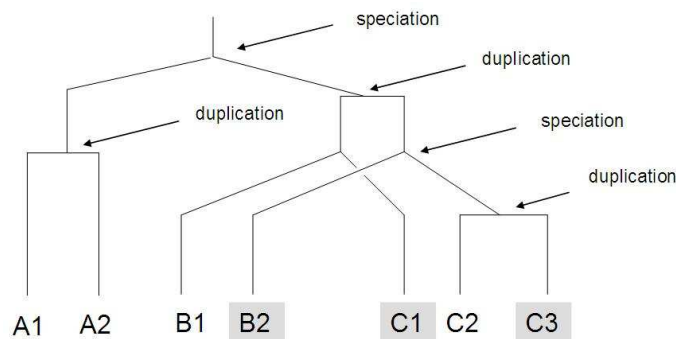 speciation
duplication
duplication
speciation
duplication
A1 A2 B1 B2 C1 C2 C3